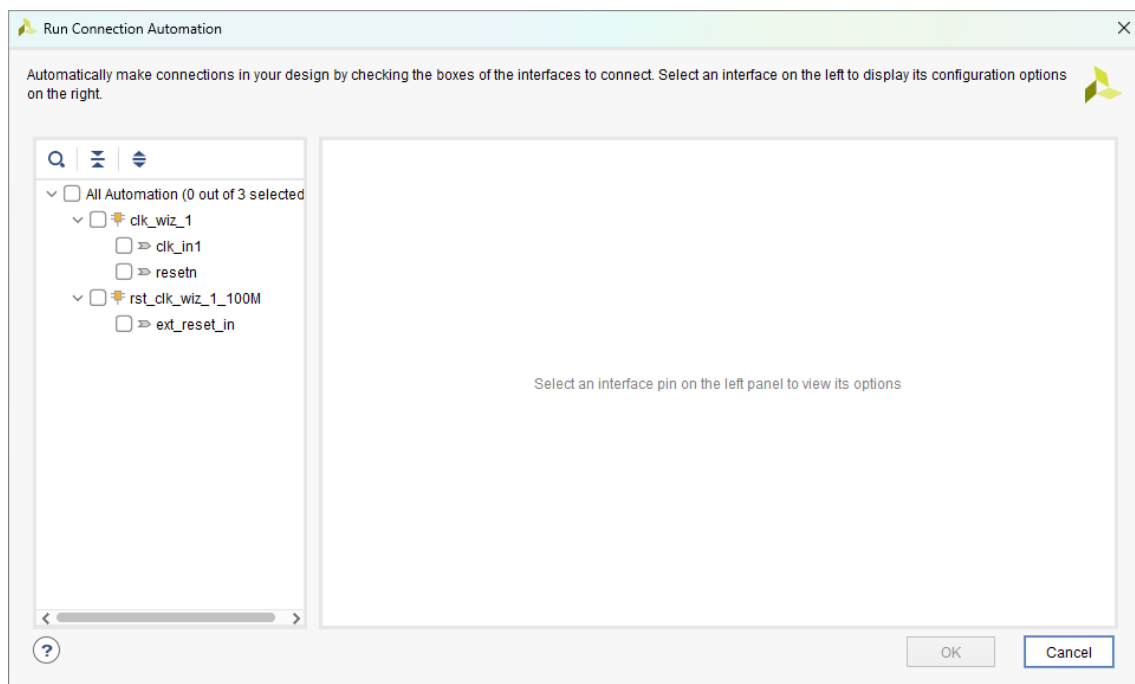 Run Connection Automation
Automatically make connections in your design by checking the boxes of the interfaces to connect. Select an interface on the left to display its configuration options
on the right.
All Automation (0 out of 3 selected
clk_wiz_1
clk_in1
resetn
rst_clk_wiz_1_100M
ext_reset_in
Select an interface pin on the left panel to view its options
?
OK
Cancel